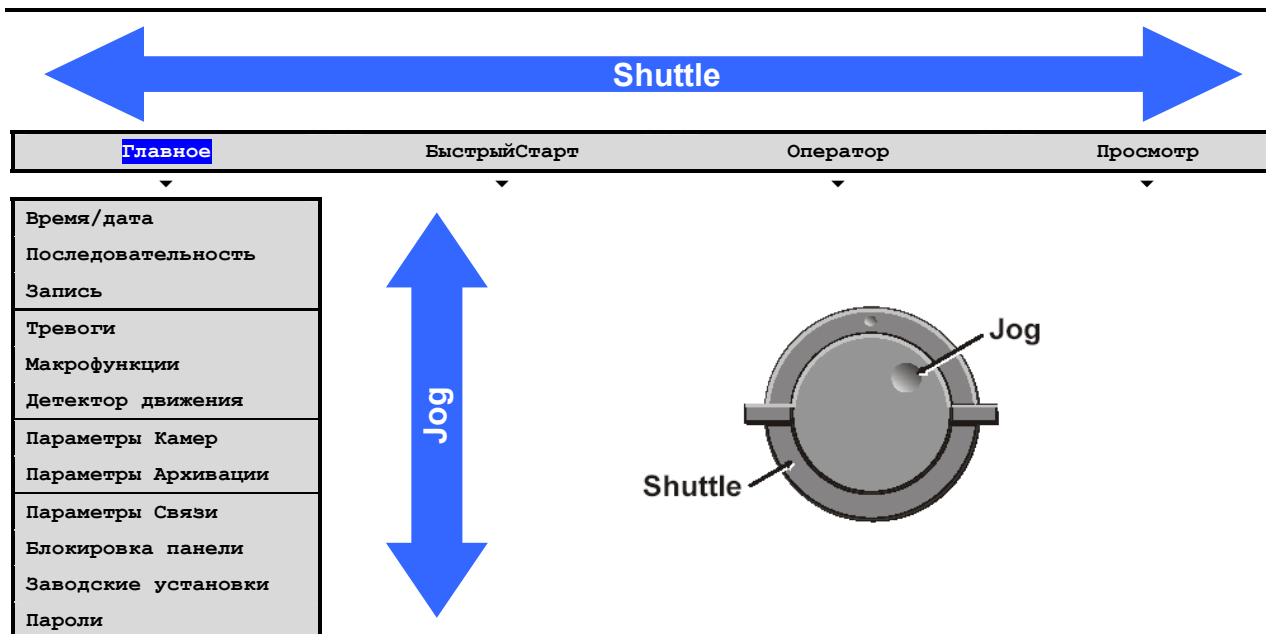 Shuttle
Главное БыстрыйСтарт Оператор Просмотр
Время/дата
Последовательность
Запись
Тревоги
Макрофункции
Детектор движения
Параметры Камер
Параметры Архивации
Параметры Связи
Блокировка панели
Заводские установки
Пароли
Jog
Jog
Shuttle